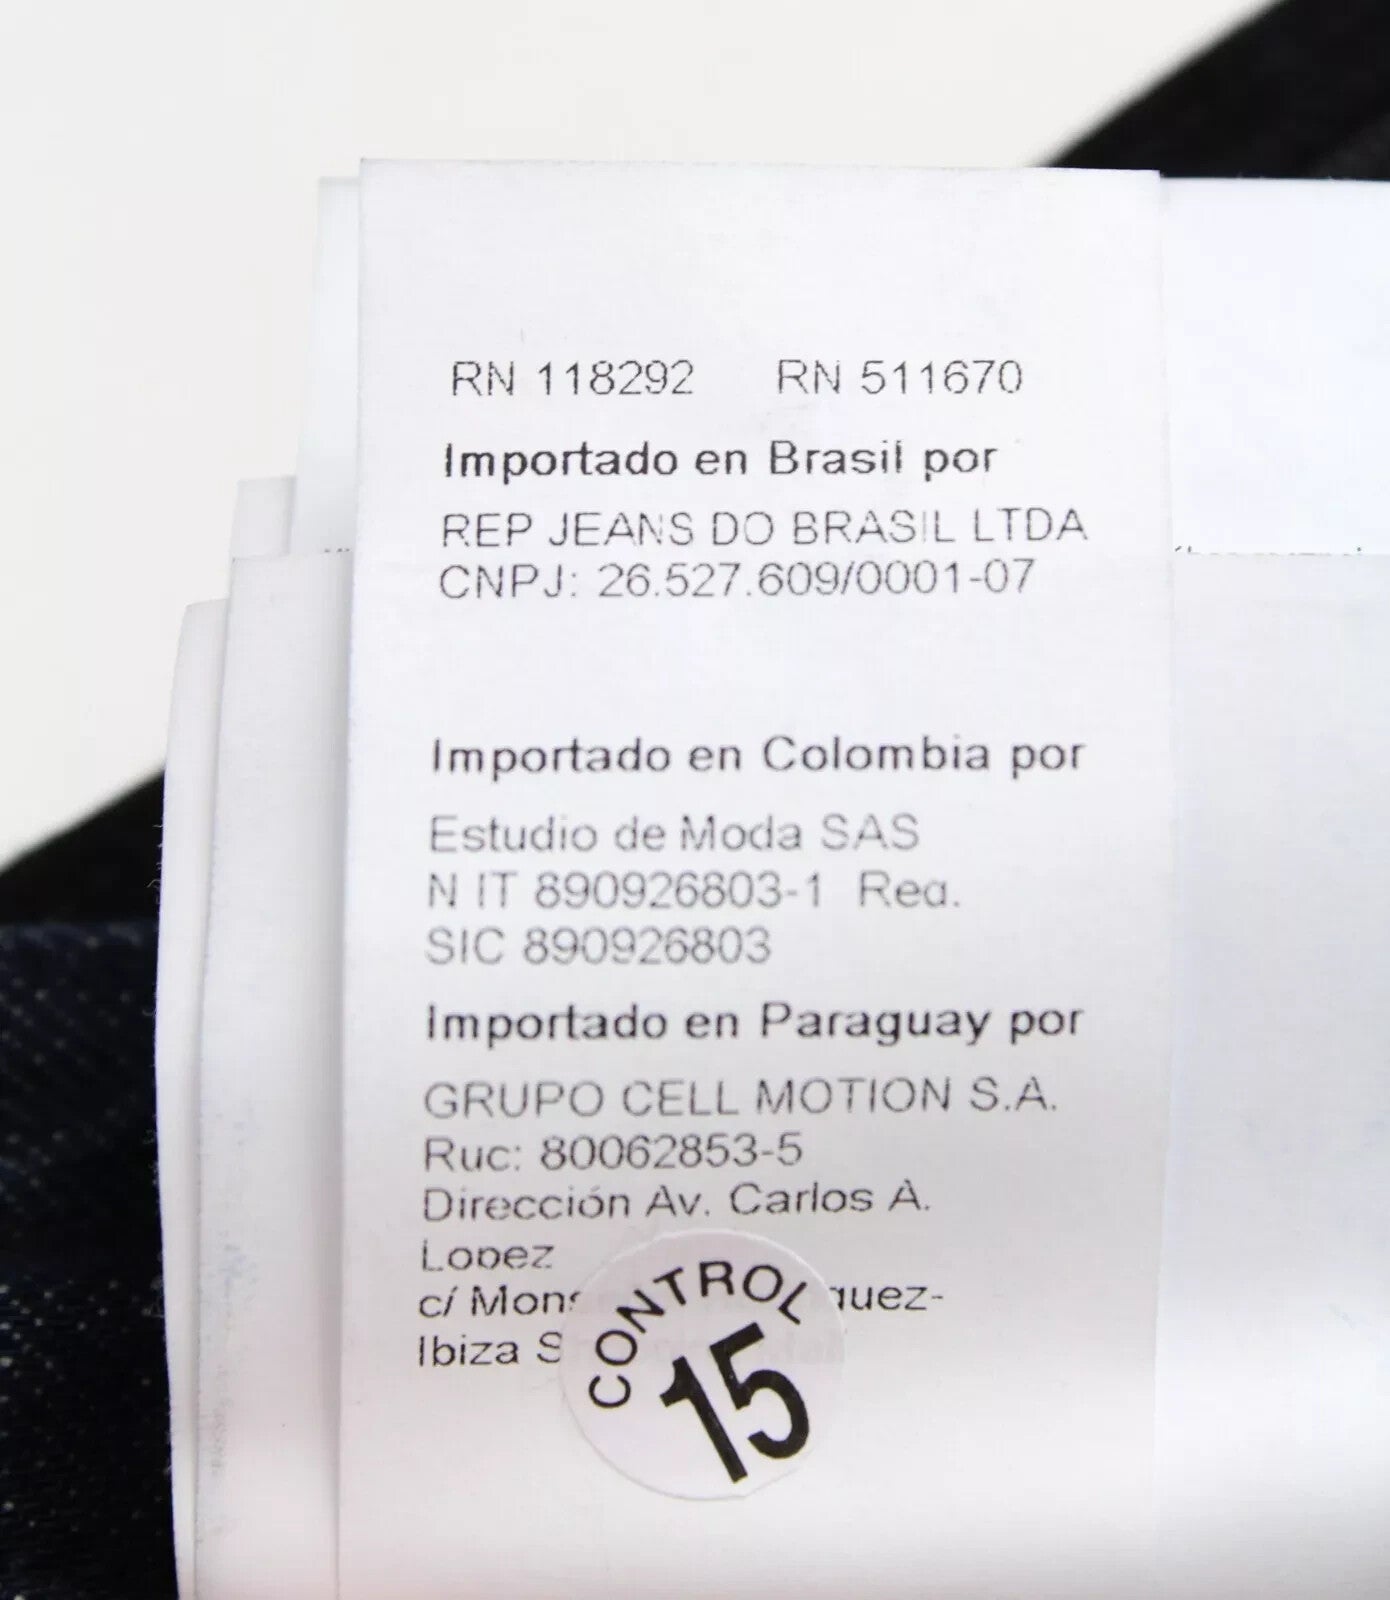 RN 118292 RN 511670
Importado en Brasil por
REP JEANS DO BRASIL LTDA
CNPJ: 26.527.609/0001-07
Importado en Colombia por
Estudio de Moda SAS
N IT 890926803-1 Reg.
SIC 890926803
Importado en Paraguay por
GRUPO CELL MOTION S.A.
Ruc: 80062853-5
Dirección Av. Carlos A.
Lopez
c/
Ibiza
CONTROL
15